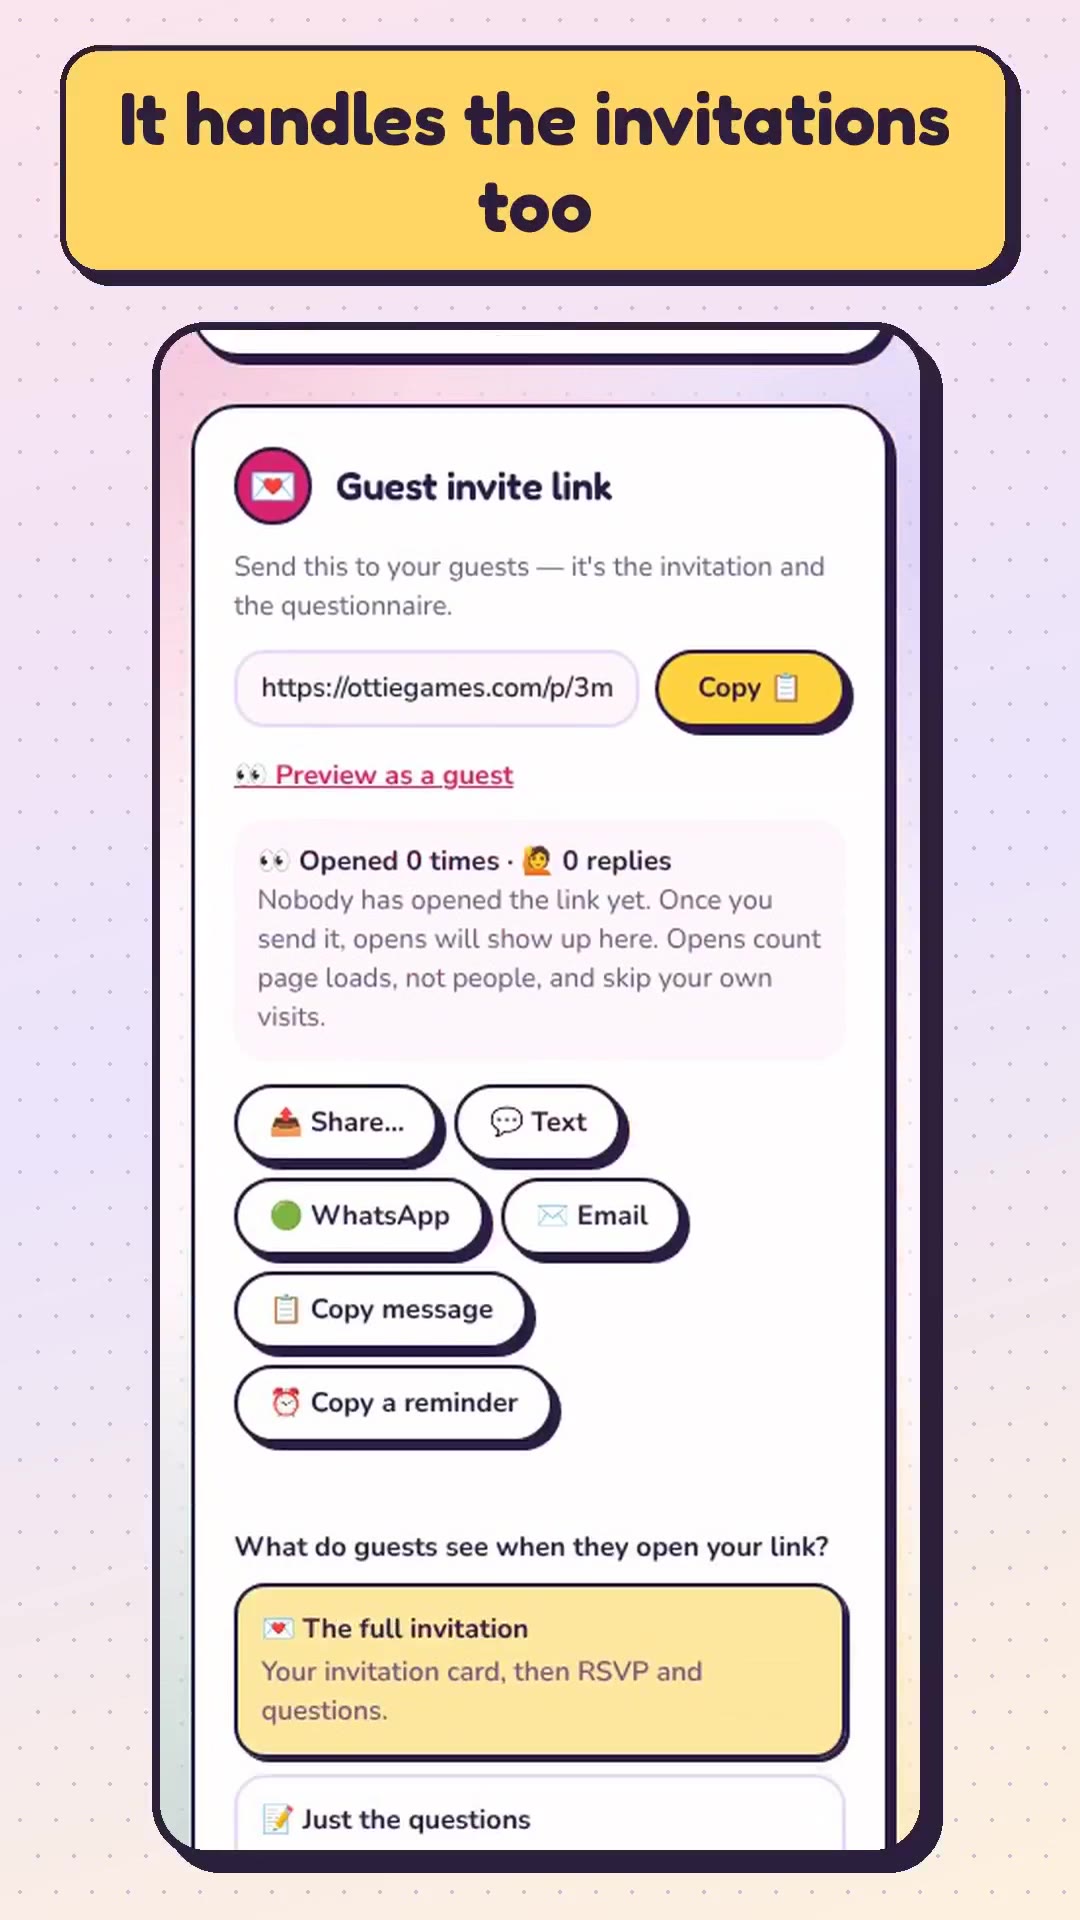 It handles the invitations
too
Guest invite link
Send this to your guests — it's the invitation and
the questionnaire.
https://ottiegames.com/p/3m
Copy 📋
👀 Preview as a guest
👀 Opened 0 times · 🙋 0 replies
Nobody has opened the link yet. Once you
send it, opens will show up here. Opens count
page loads, not people, and skip your own
visits.
📤 Share...
💬 Text
🟢 WhatsApp
✉️ Email
📋 Copy message
⏰ Copy a reminder
What do guests see when they open your link?
💌 The full invitation
Your invitation card, then RSVP and
questions.
📝 Just the questions